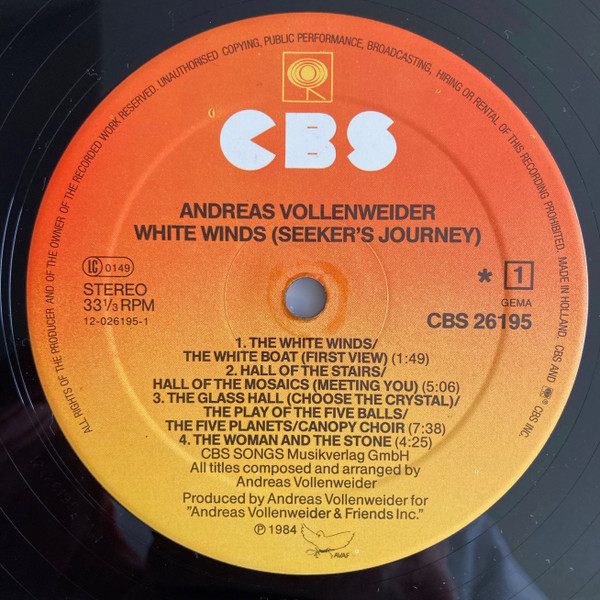 ALL RIGHTS OF THE PRODUCER AND OF THE OWNER OF THE RECORDED WORK RESERVED. UNAUTHORISED COPYING, PUBLIC PERFORMANCE, BROADCASTING, HIRING OR RENTAL OF THIS RECORDING PROHIBITED. MADE IN HOLLAND CBS AND ® CBS INC.
CBS
ANDREAS VOLLENWEIDER
WHITE WINDS (SEEKER'S JOURNEY)
LC 0149
STEREO
33⅓ RPM
12-026195-1
* 1
GEMA
CBS 26195
1. THE WHITE WINDS/
THE WHITE BOAT (FIRST VIEW) (1:49)
2. HALL OF THE STAIRS/
HALL OF THE MOSAICS (MEETING YOU) (5:06)
3. THE GLASS HALL (CHOOSE THE CRYSTAL)/
THE PLAY OF THE FIVE BALLS/
THE FIVE PLANETS/CANOPY CHOIR (7:38)
4. THE WOMAN AND THE STONE (4:25)
CBS SONGS Musikverlag GmbH
All titles composed and arranged by
Andreas Vollenweider
Produced by Andreas Vollenweider for
"Andreas Vollenweider & Friends Inc."
℗ 1984
AVAF